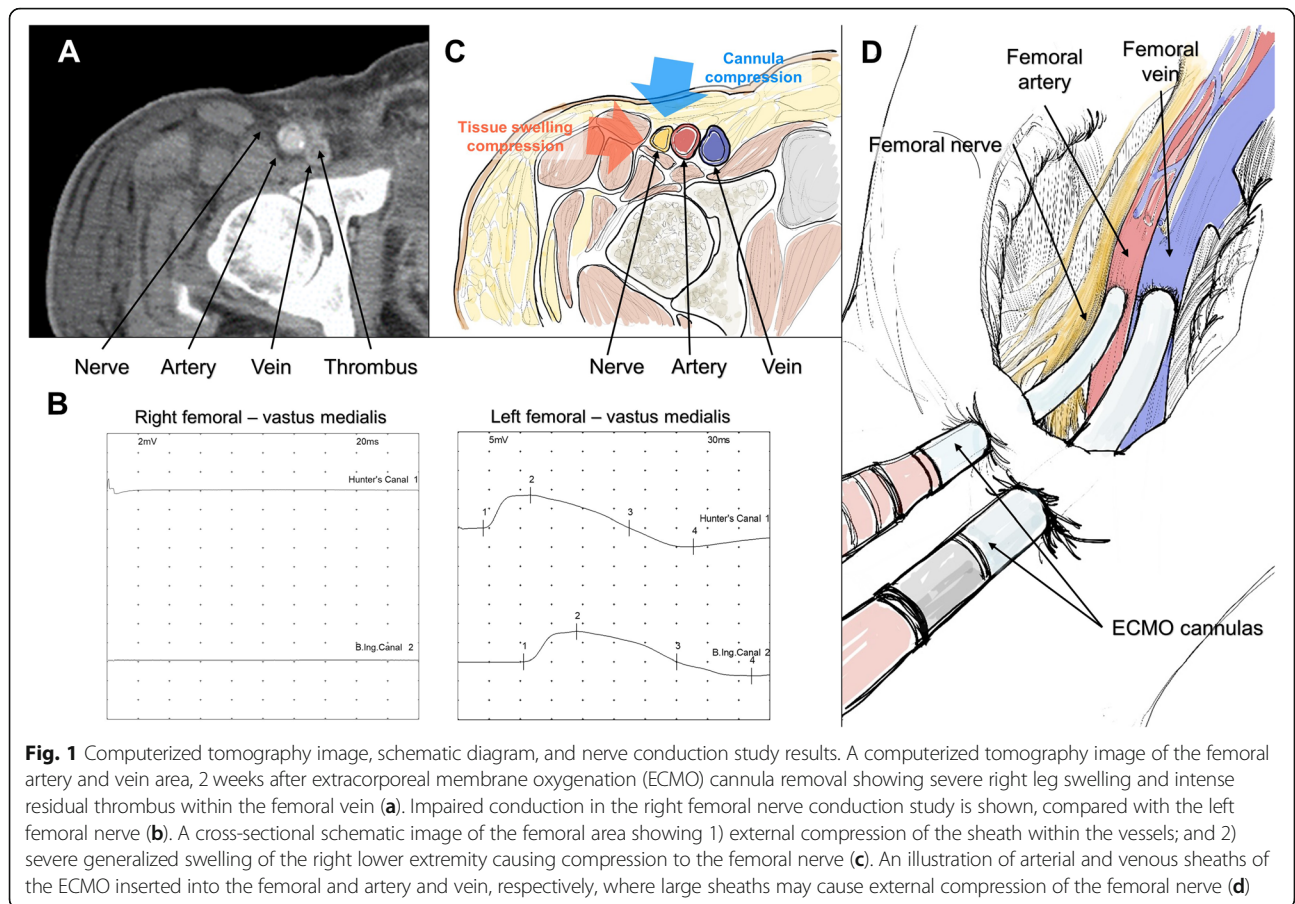 A
Nerve Artery Vein Thrombus
C
Cannula
compression
Tissue swelling
compression
Nerve Artery Vein
B
Right femoral – vastus medialis
2mV 20ms
Hunter's Canal 1
B.Ing.Canal 2
Left femoral – vastus medialis
5mV 30ms
1 2 3 4
Hunter's Canal 1
1 2 3 4
B.Ing.Canal 2
D
Femoral
artery
Femoral
vein
Femoral nerve
ECMO cannulas
Fig. 1 Computerized tomography image, schematic diagram, and nerve conduction study results. A computerized tomography image of the femoral
artery and vein area, 2 weeks after extracorporeal membrane oxygenation (ECMO) cannula removal showing severe right leg swelling and intense
residual thrombus within the femoral vein (a). Impaired conduction in the right femoral nerve conduction study is shown, compared with the left
femoral nerve (b). A cross-sectional schematic image of the femoral area showing 1) external compression of the sheath within the vessels; and 2)
severe generalized swelling of the right lower extremity causing compression to the femoral nerve (c). An illustration of arterial and venous sheaths of
the ECMO inserted into the femoral and artery and vein, respectively, where large sheaths may cause external compression of the femoral nerve (d)